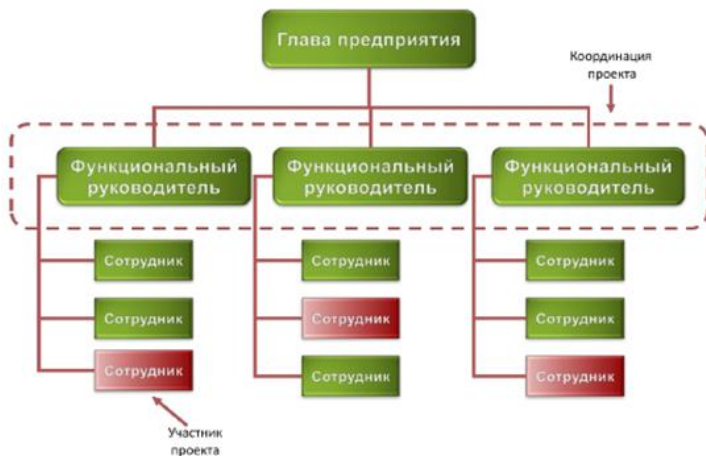 Глава предприятия
Координация
проекта
Функциональный
руководитель
Функциональный
руководитель
Функциональный
руководитель
Сотрудник
Сотрудник
Сотрудник
Сотрудник
Сотрудник
Сотрудник
Сотрудник
Сотрудник
Сотрудник
Участник
проекта